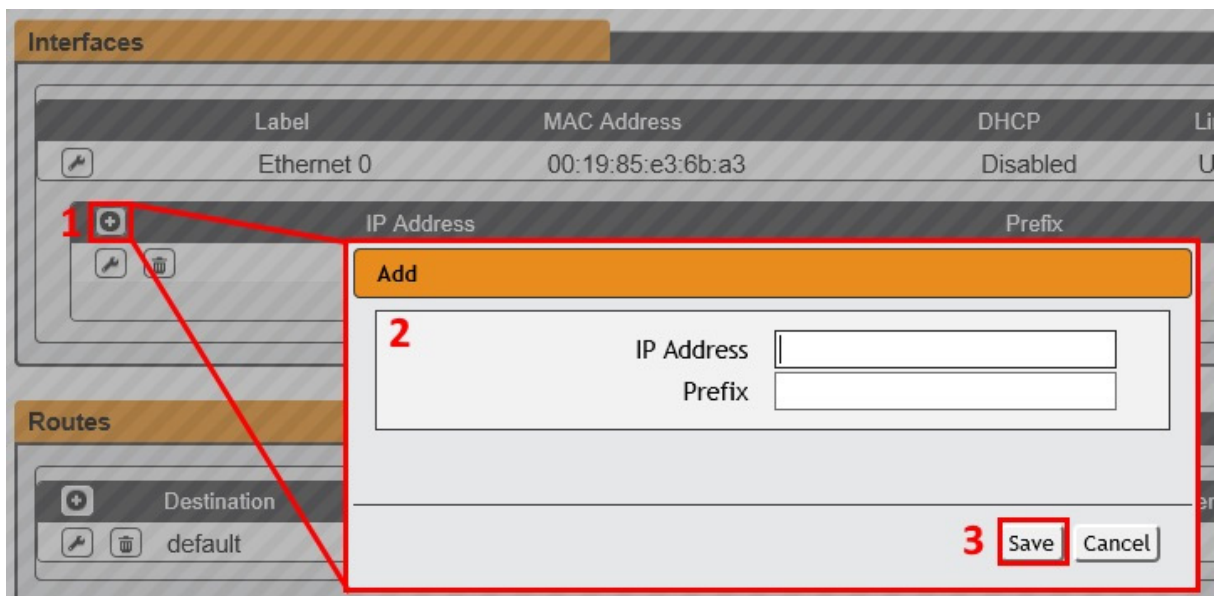 Interfaces
Label MAC Address DHCP
Ethernet 0 00:19:85:e3:6b:a3 Disabled U
1 IP Address Prefix
Add
2
IP Address
Prefix
Routes
Destination
default
3 Save Cancel